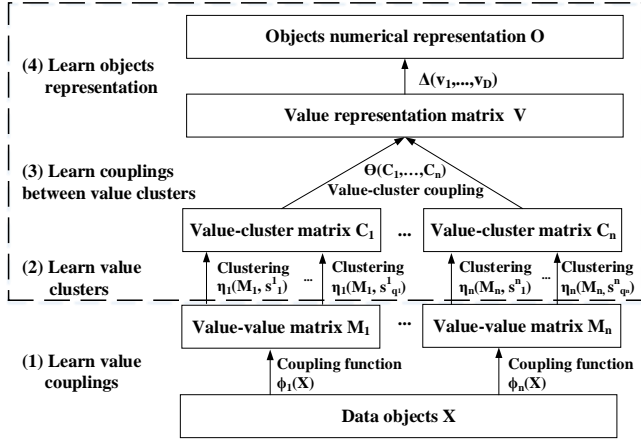 Objects numerical representation O
(4) Learn objects
representation
Δ(v₁,...,v_D)
Value representation matrix V
(3) Learn couplings
between value clusters
Θ(C₁,...,Cₙ)
Value-cluster coupling
Value-cluster matrix C₁ ... Value-cluster matrix Cₙ
(2) Learn value
clusters
Clustering ... Clustering Clustering ... Clustering
η₁(M₁, s¹₁) η₁(M₁, s¹_q¹) ηₙ(Mₙ, sⁿ₁) ηₙ(Mₙ, sⁿ_qⁿ)
Value-value matrix M₁ ... Value-value matrix Mₙ
(1) Learn value
couplings
Coupling function Coupling function
ϕ₁(X) ϕₙ(X)
Data objects X